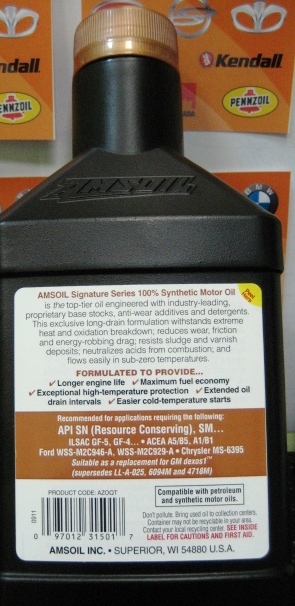 Kendall
ndall
PENNZOIL
NZOIL
AMSOIL
AMSOIL Signature Series 100% Synthetic Motor Oil
is the top-tier oil engineered with industry-leading,
proprietary base stocks, anti-wear additives and detergents.
This exclusive long-drain formulation withstands extreme
heat and oxidation breakdown; reduces wear, friction
and energy-robbing drag; resists sludge and varnish
deposits; neutralizes acids from combustion; and
flows easily in sub-zero temperatures.
Peel
Here
FORMULATED TO PROVIDE...
✓Longer engine life ✓Maximum fuel economy
✓Exceptional high-temperature protection ✓Extended oil
drain intervals ✓Easier cold-temperature starts
Recommended for applications requiring the following:
API SN (Resource Conserving), SM...
ILSAC GF-5, GF-4... • ACEA A5/B5, A1/B1
Ford WSS-M2C946-A, WSS-M2C929-A • Chrysler MS-6395
Suitable as a replacement for GM dexos1™
(supersedes LL-A-025, 6094M and 4718M)
PRODUCT CODE: AZOQT
0911
0 97012 31501 7
Compatible with petroleum
and synthetic motor oils.
Don't pollute. Bring used oil to collection centers.
Container may not be recyclable in your area.
Contact your local recycling center. SEE INSIDE
LABEL FOR CAUTIONS AND FIRST AID.
AMSOIL INC. • SUPERIOR, WI 54880 U.S.A.
BMW